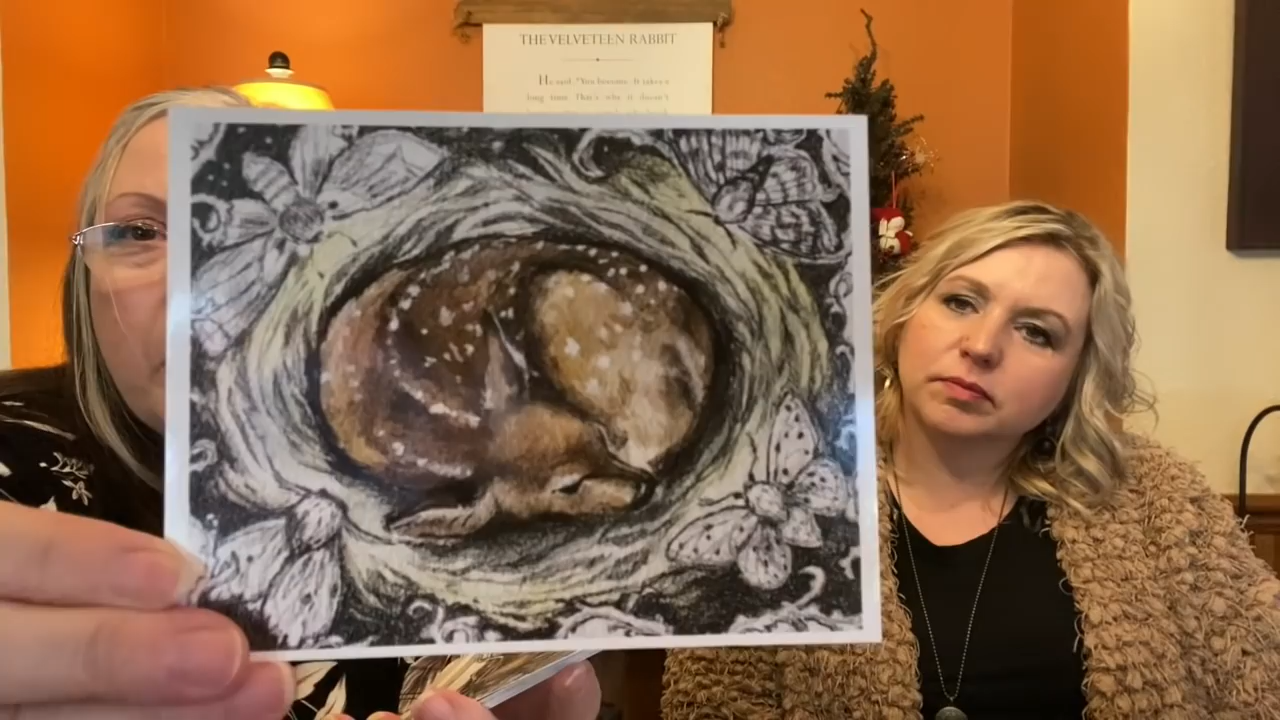 THE VELVETEEN RABBIT
He said. "You become. It takes a
long time. That's why it doesn't